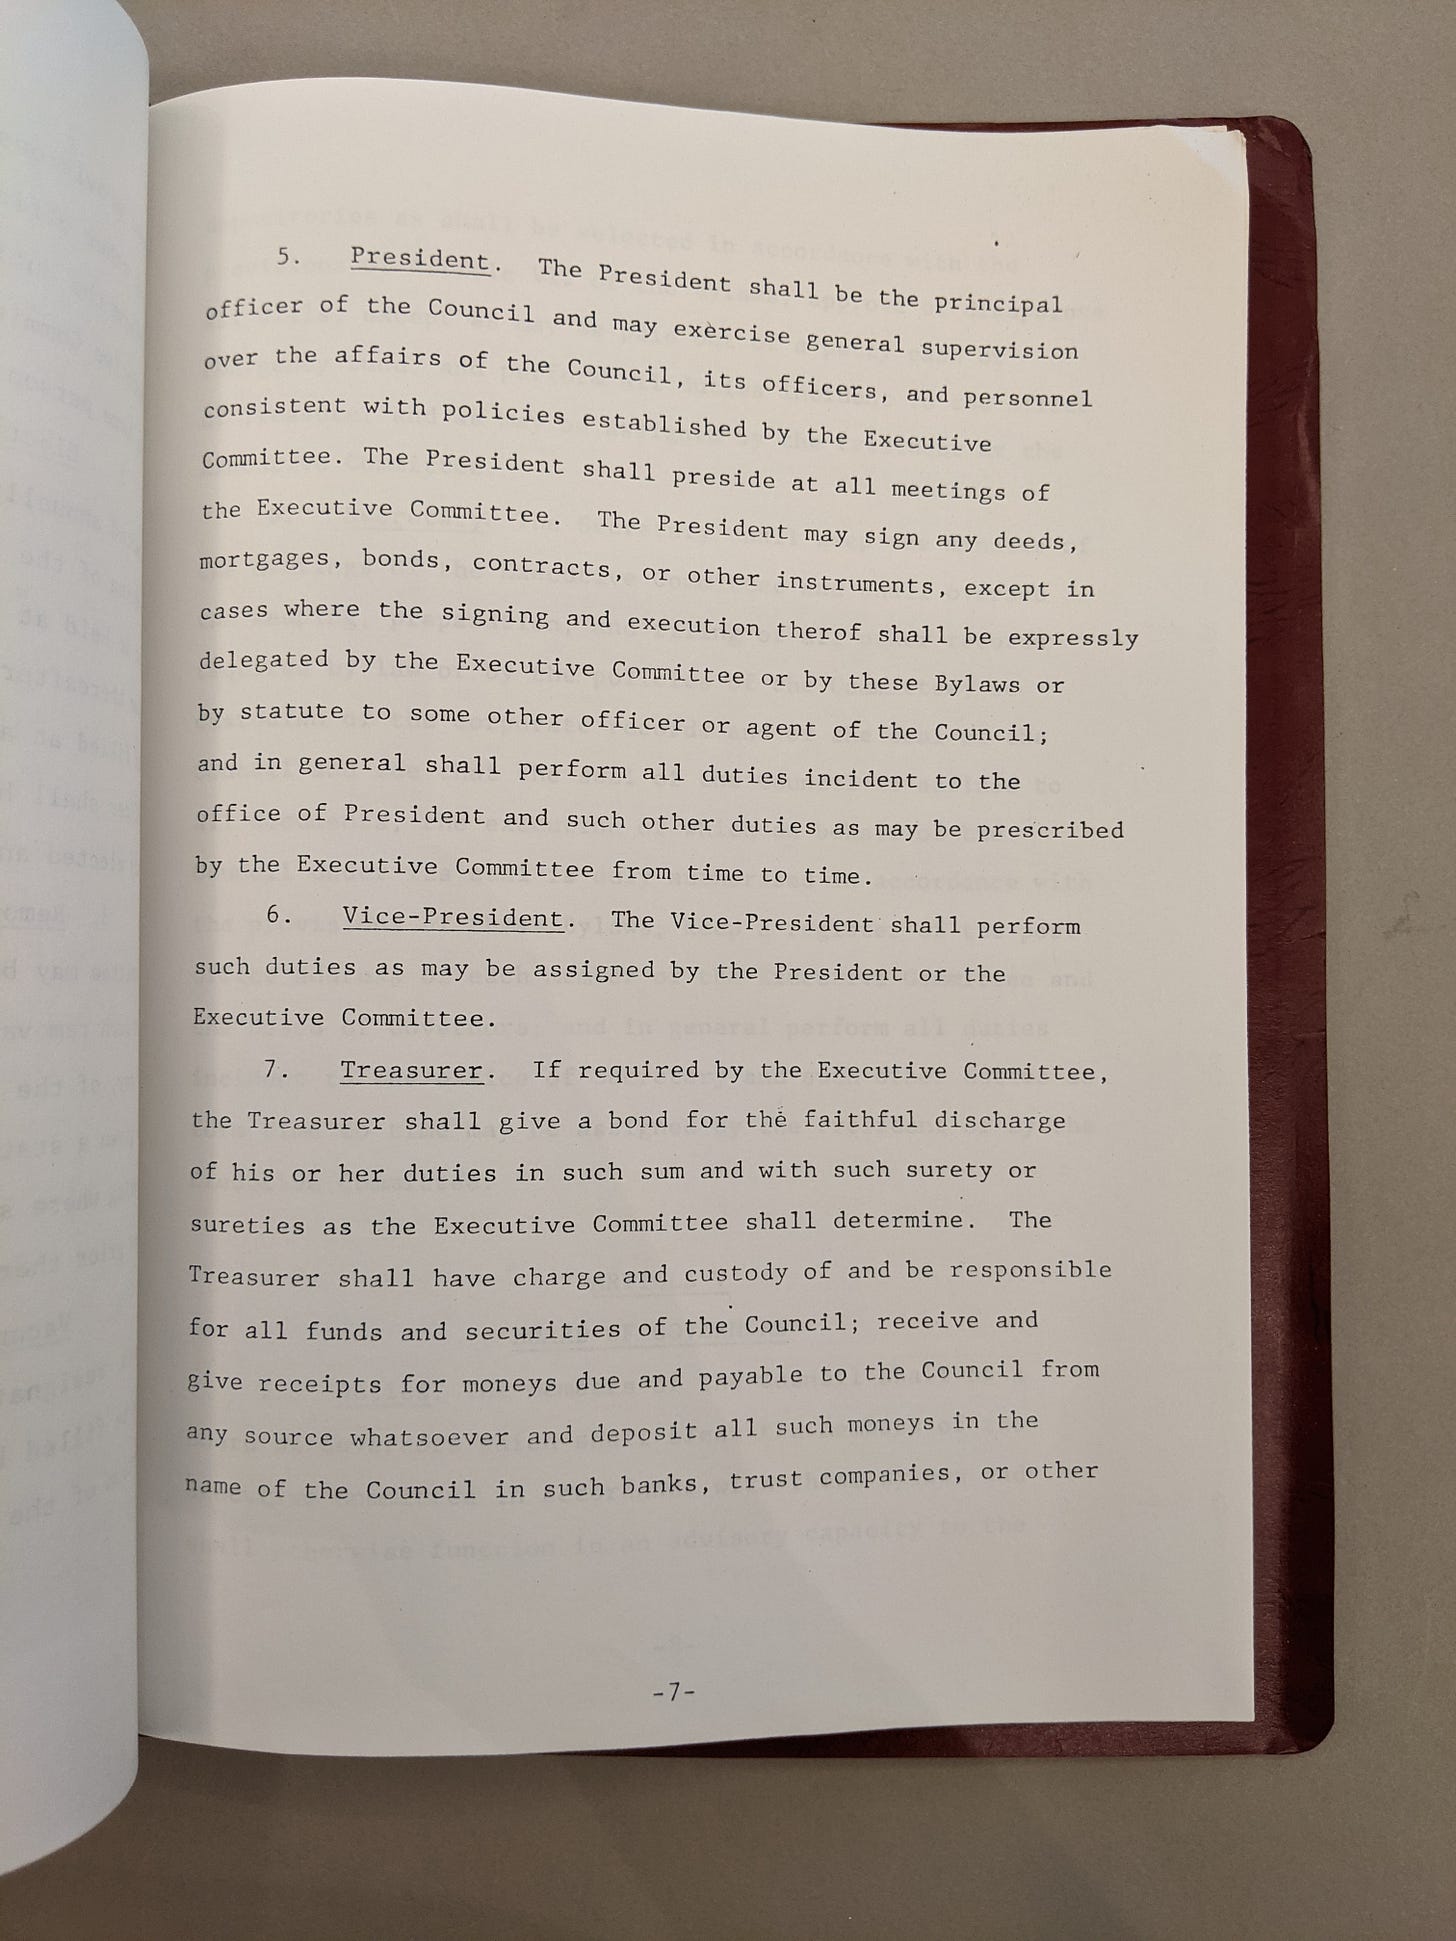 5. President. The President shall be the principal
officer of the Council and may exercise general supervision
over the affairs of the Council, its officers, and personnel
consistent with policies established by the Executive
Committee. The President shall preside at all meetings of
the Executive Committee. The President may sign any deeds,
mortgages, bonds, contracts, or other instruments, except in
cases where the signing and execution therof shall be expressly
delegated by the Executive Committee or by these Bylaws or
by statute to some other officer or agent of the Council;
and in general shall perform all duties incident to the
office of President and such other duties as may be prescribed
by the Executive Committee from time to time.
6. Vice-President. The Vice-President shall perform
such duties as may be assigned by the President or the
Executive Committee.
7. Treasurer. If required by the Executive Committee,
the Treasurer shall give a bond for the faithful discharge
of his or her duties in such sum and with such surety or
sureties as the Executive Committee shall determine. The
Treasurer shall have charge and custody of and be responsible
for all funds and securities of the Council; receive and
give receipts for moneys due and payable to the Council from
any source whatsoever and deposit all such moneys in the
name of the Council in such banks, trust companies, or other
-7-